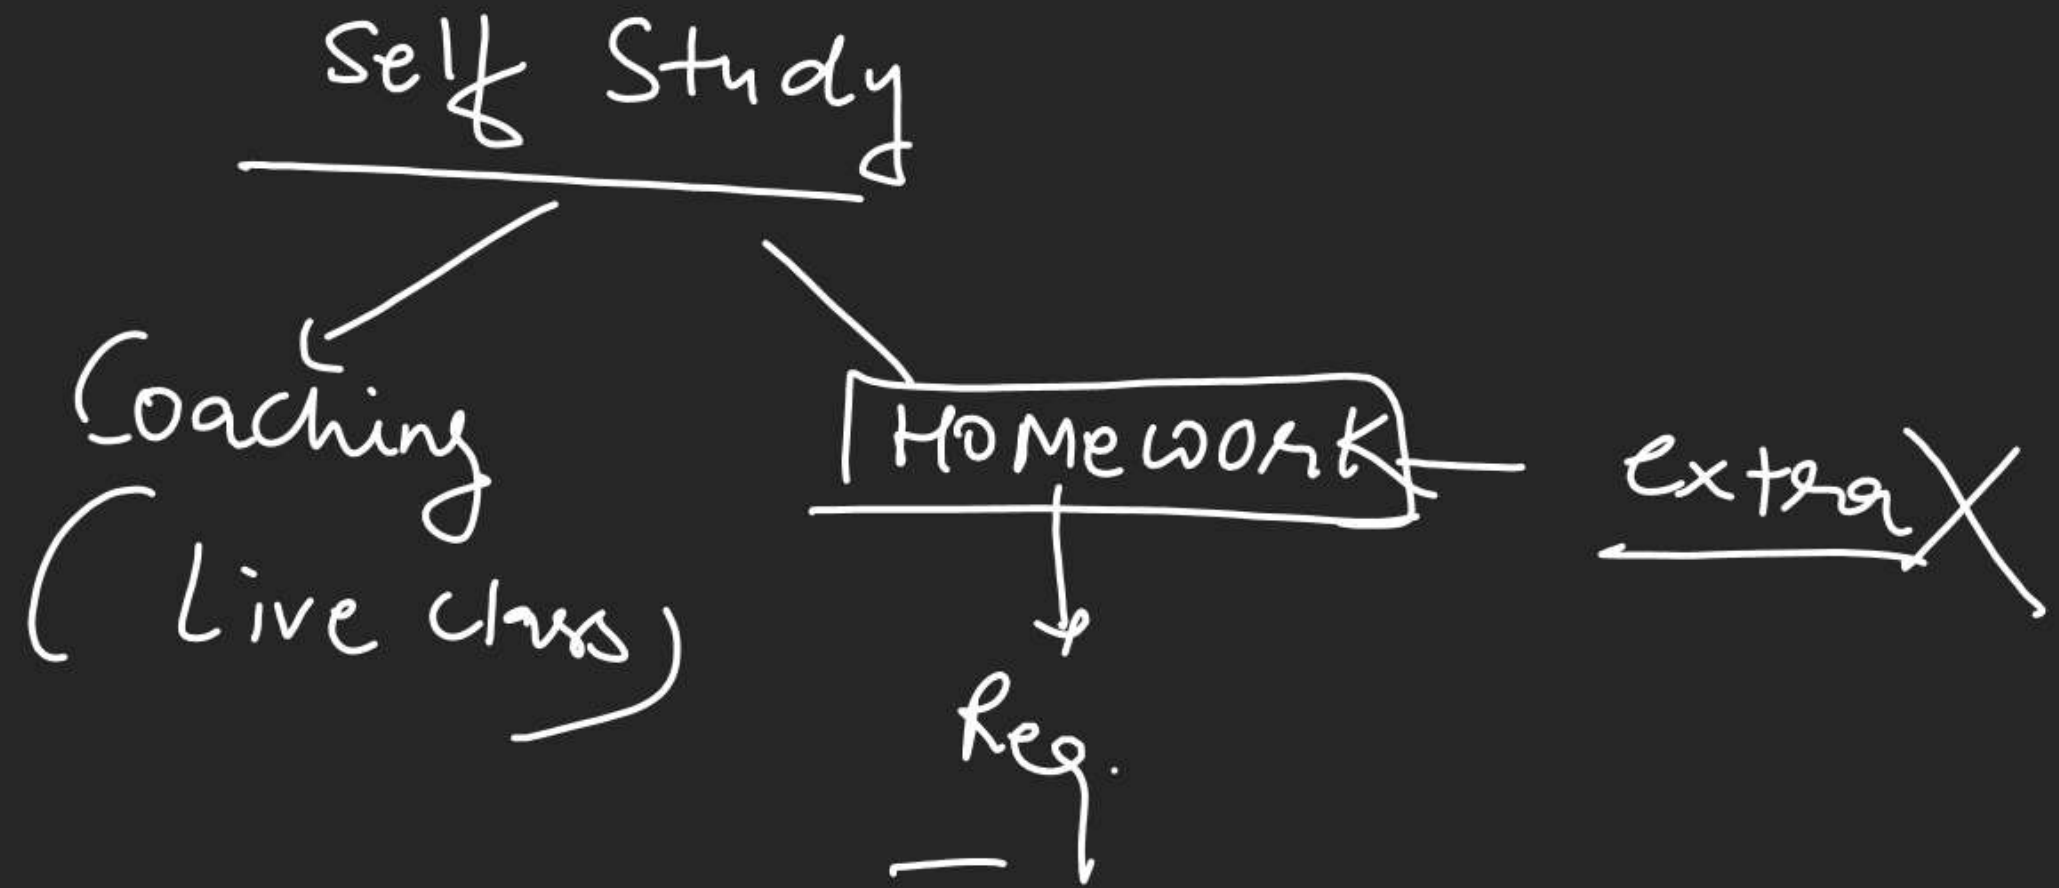 Self Study
Coaching
(Live class)
Homework
extra X
Req.